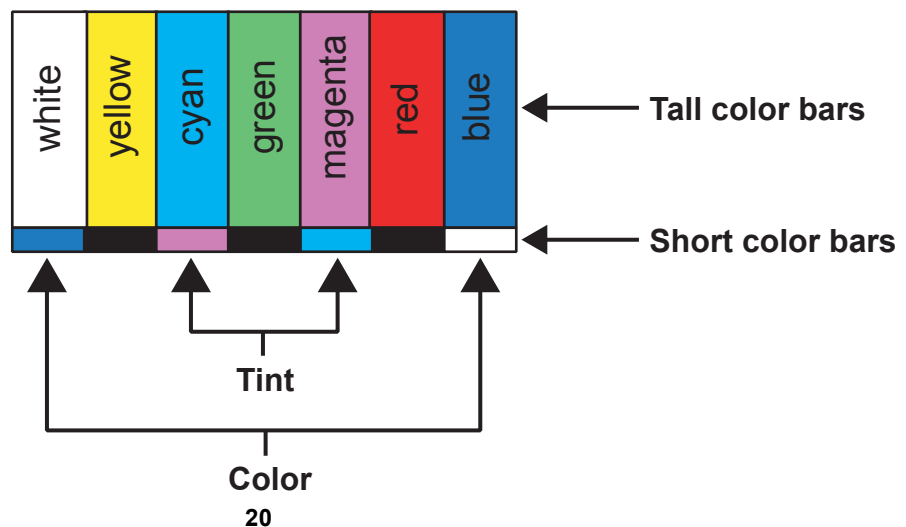 white
yellow
cyan
green
magenta
red
blue
Tall color bars
Short color bars
Tint
Color
20